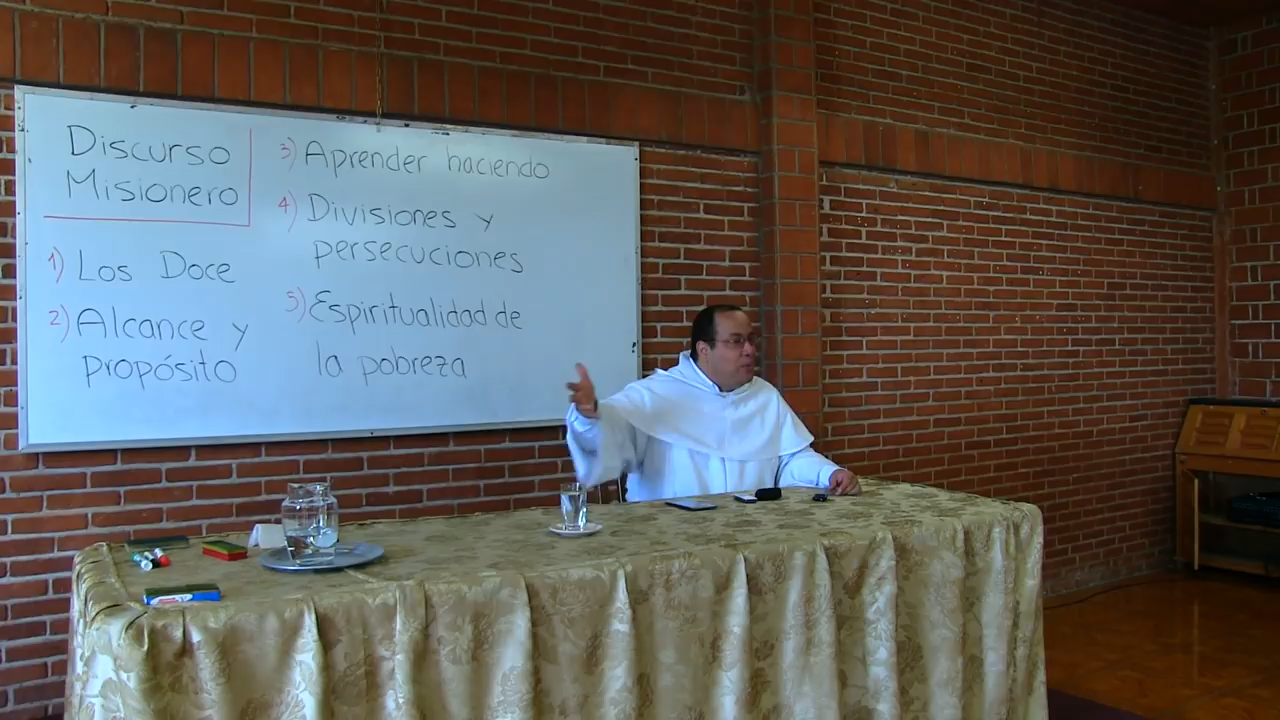 Discurso
Misionero
1) Los Doce
2) Alcance y
propósito
3) Aprender haciendo
4) Divisiones y
persecuciones
5) Espiritualidad de
la pobreza